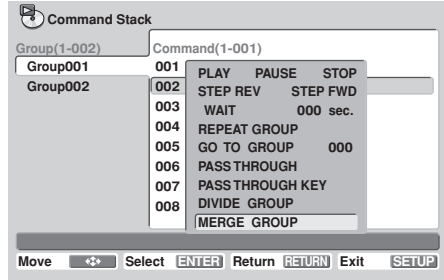 Command Stack
Group(1-002) Command(1-001)
Group001 001
Group002 002
003
004
005
006
007
008
PLAY PAUSE STOP
STEP REV STEP FWD
WAIT 000 sec.
REPEAT GROUP
GO TO GROUP 000
PASS THROUGH
PASS THROUGH KEY
DIVIDE GROUP
MERGE GROUP
Move Select ENTER Return RETURN Exit SETUP